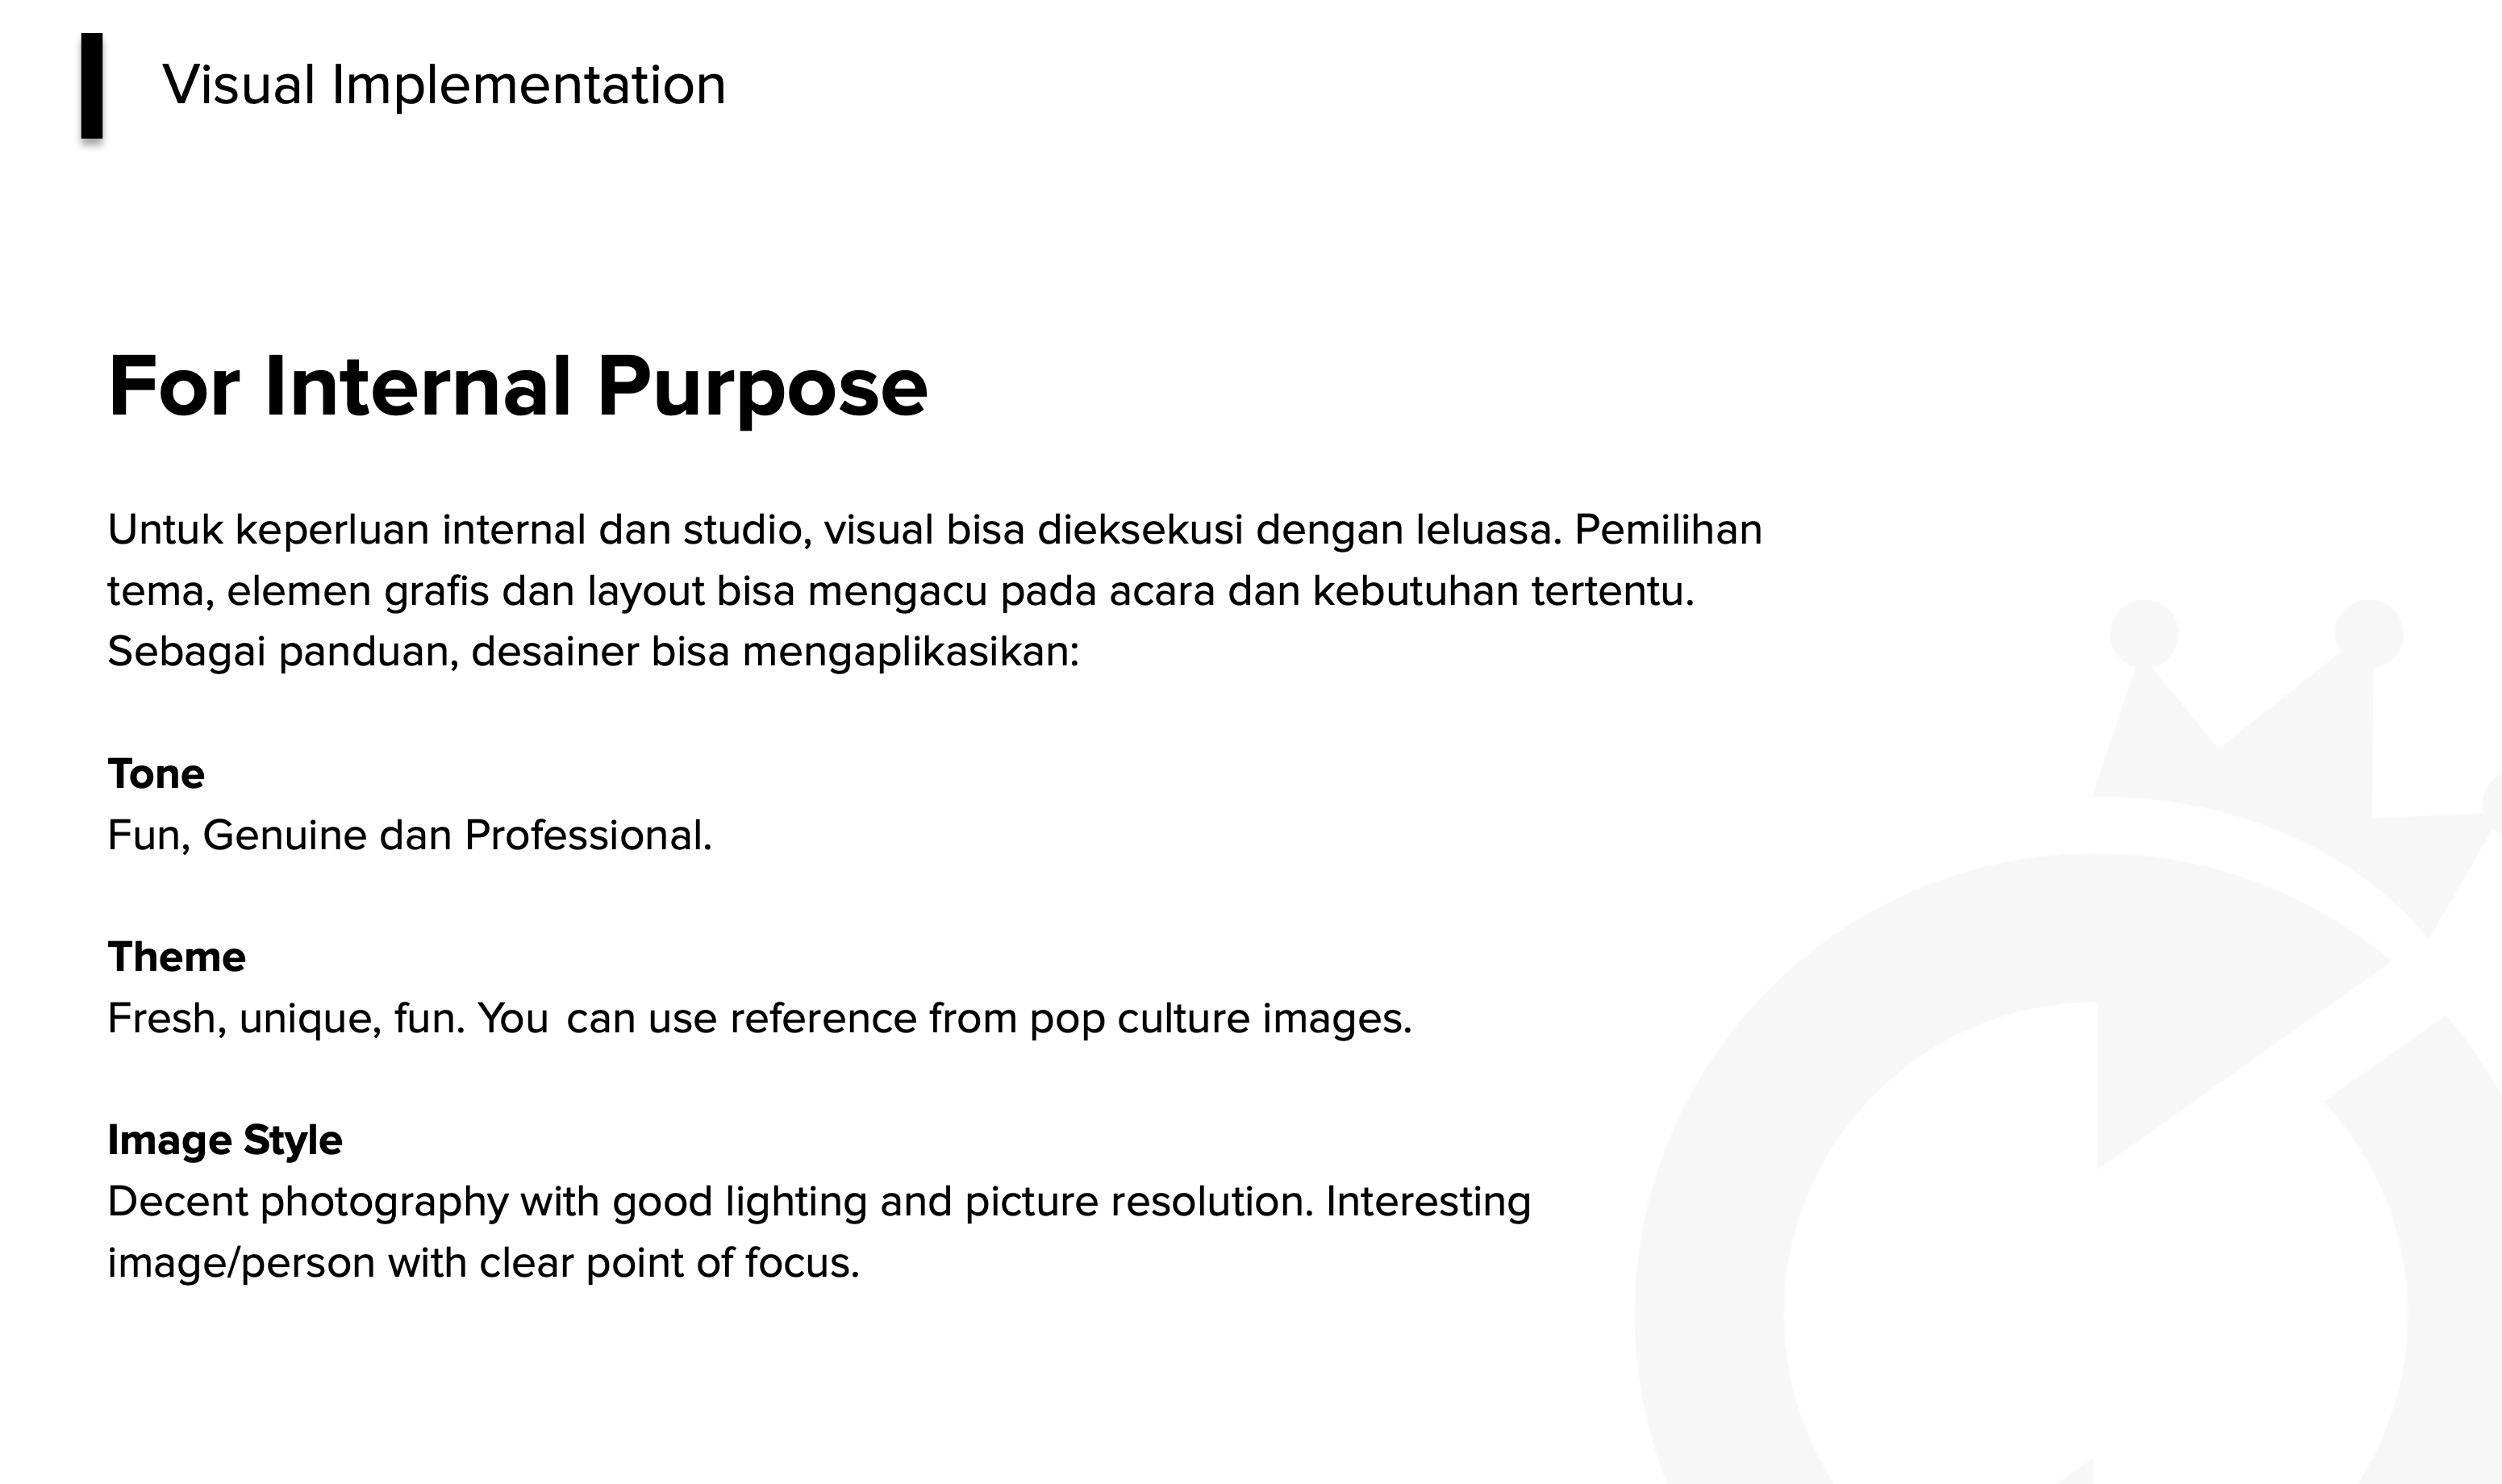 Visual Implementation
For Internal Purpose
Untuk keperluan internal dan studio, visual bisa dieksekusi dengan leluasa. Pemilihan
tema, elemen grafis dan layout bisa mengacu pada acara dan kebutuhan tertentu.
Sebagai panduan, desainer bisa mengaplikasikan:
Tone
Fun, Genuine dan Professional.
Theme
Fresh, unique, fun. You can use reference from pop culture images.
Image Style
Decent photography with good lighting and picture resolution. Interesting
image/person with clear point of focus.